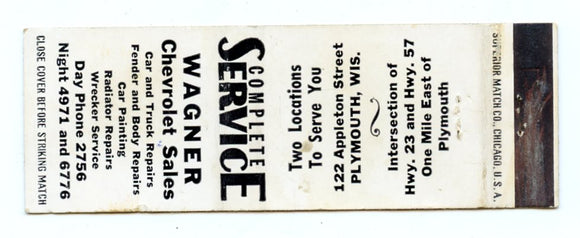 SUPERIOR MATCH CO., CHICAGO, U. S. A.
COMPLETE
SERVICE
WAGNER
Chevrolet Sales
Car and Truck Repairs
Fender and Body Repairs
Car Painting
Radiator Repairs
Wrecker Service
Day Phone 2756
Night 4971 and 6776
CLOSE COVER BEFORE STRIKING MATCH
Two Locations
To Serve You
122 Appleton Street
PLYMOUTH, WIS.
Intersection of
Hwy. 23 and Hwy. 57
One Mile East of
Plymouth